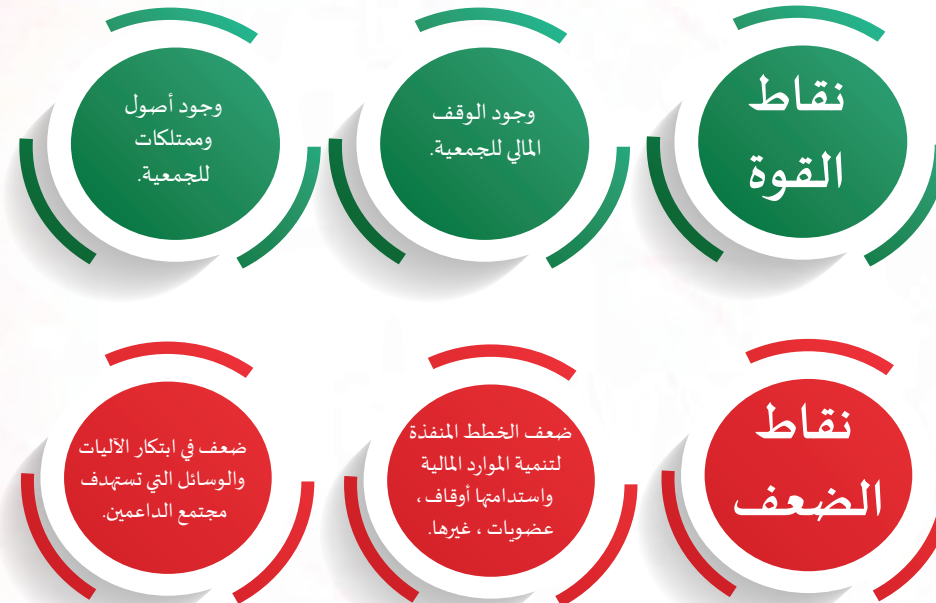 نقاط
القوة
وجود الوقف
المالي للجمعية.
وجود أصول
وممتلكات
للجمعية.
نقاط
الضعف
ضعف الخطط المنفذة
لتنمية الموارد المالية
واستدامتها أوقاف ،
عضويات ، غيرها.
ضعف في ابتكار الآليات
والوسائل التي تستهدف
مجتمع الداعمين.